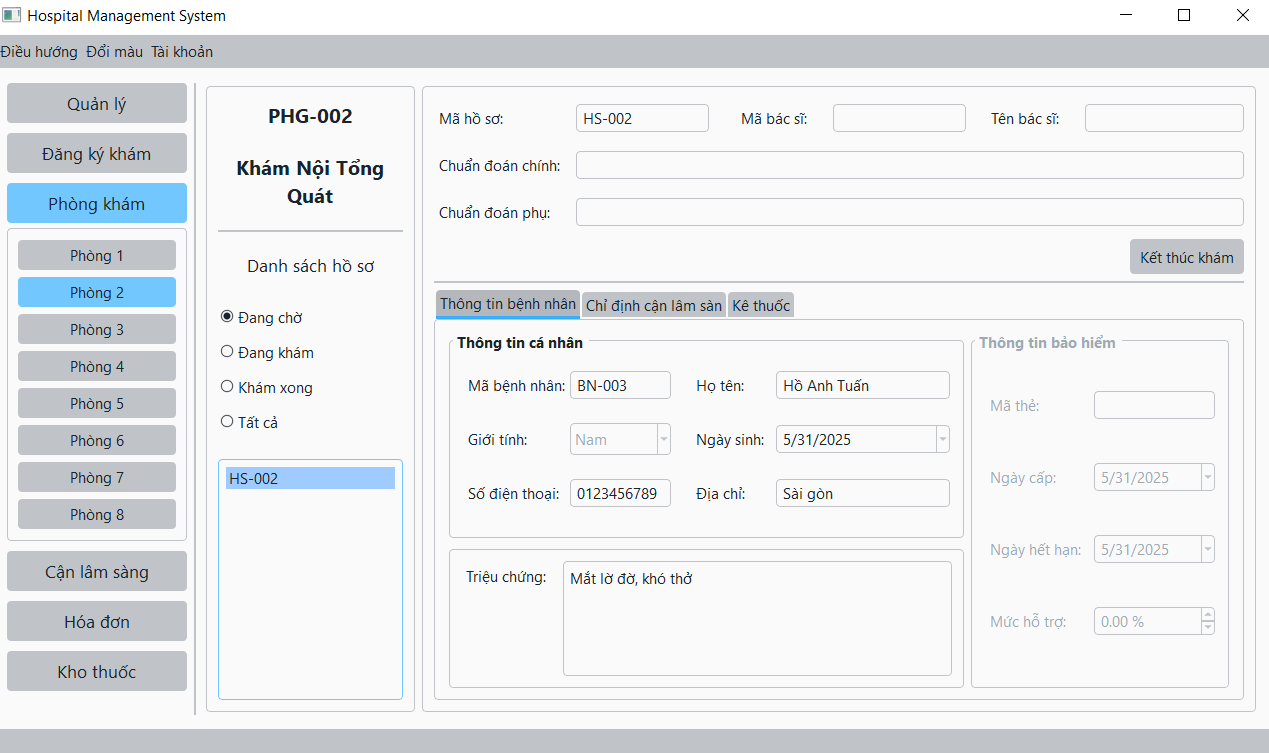 Hospital Management System
Điều hướng Đổi màu Tài khoản
Quản lý
Đăng ký khám
Phòng khám
Phòng 1
Phòng 2
Phòng 3
Phòng 4
Phòng 5
Phòng 6
Phòng 7
Phòng 8
Cận lâm sàng
Hóa đơn
Kho thuốc
PHG-002
Khám Nội Tổng
Quát
Danh sách hồ sơ
Đang chờ
Đang khám
Khám xong
Tất cả
HS-002
Mã hồ sơ: HS-002 Mã bác sĩ: Tên bác sĩ:
Chuẩn đoán chính:
Chuẩn đoán phụ:
Kết thúc khám
Thông tin bệnh nhân Chỉ định cận lâm sàn Kê thuốc
Thông tin cá nhân
Mã bệnh nhân: BN-003 Họ tên: Hồ Anh Tuấn
Giới tính: Nam Ngày sinh: 5/31/2025
Số điện thoại: 0123456789 Địa chỉ: Sài gòn
Triệu chứng: Mắt lờ đờ, khó thở
Thông tin bảo hiểm
Mã thẻ:
Ngày cấp: 5/31/2025
Ngày hết hạn: 5/31/2025
Mức hỗ trợ: 0.00 %